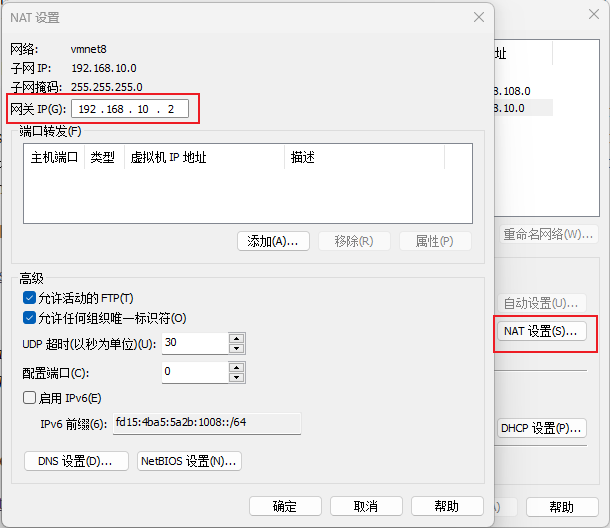 NAT 设置
网络: vmnet8
子网 IP: 192.168.10.0
子网掩码: 255.255.255.0
网关 IP(G): 192 . 168 . 10 . 2
端口转发(F)
主机端口 类型 虚拟机 IP 地址 描述
添加(A)... 移除(R) 属性(P)
高级
允许活动的 FTP(T)
允许任何组织唯一标识符(O)
UDP 超时(以秒为单位)(U): 30
配置端口(C): 0
启用 IPv6(E)
IPv6 前缀(6): fd15:4ba5:5a2b:1008::/64
DNS 设置(D)... NetBIOS 设置(N)...
确定 取消 帮助
址
.108.0
.10.0
重命名网络(W)...
自动设置(U)...
NAT 设置(S)...
DHCP 设置(P)...
帮助